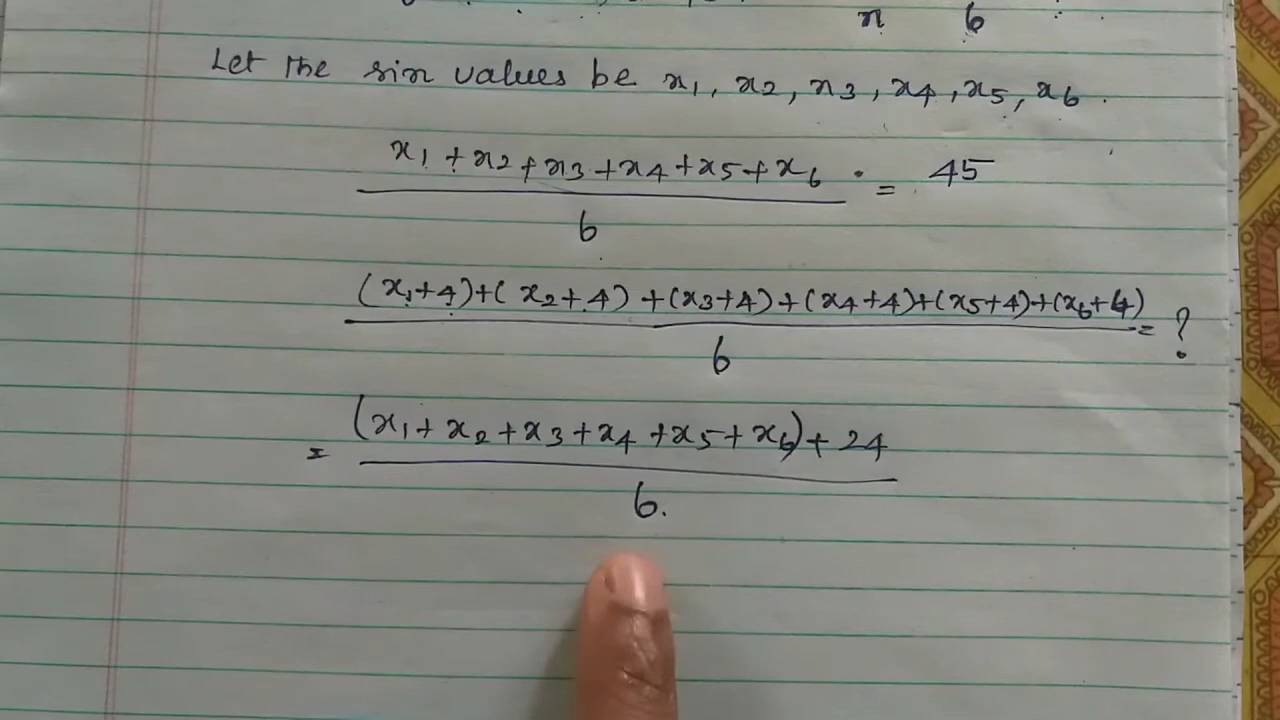 n 6
Let the six values be x1, x2, x3, x4, x5, x6.
x1 + x2 + x3 + x4 + x5 + x6 = 45
6
(x1+4)+(x2+4)+(x3+4)+(x4+4)+(x5+4)+(x6+4) = ?
6
= (x1 + x2 + x3 + x4 + x5 + x6) + 24
6.